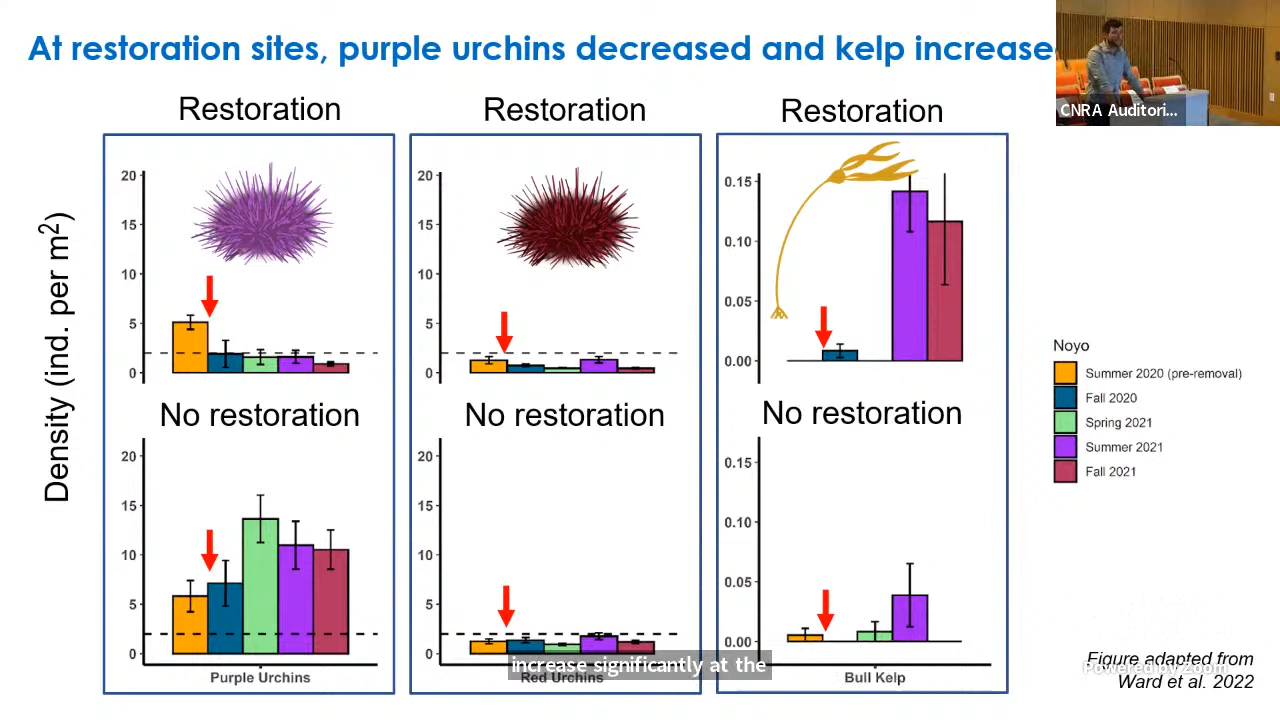 At restoration sites, purple urchins decreased and kelp increase
CNRA Auditori...
Restoration
Restoration
Restoration
20
15
10
5
0
20
15
10
5
0
0.15
0.10
0.05
0.00
Density (ind. per m2)
No restoration
No restoration
No restoration
20
15
10
5
0
20
15
10
5
0
0.15
0.10
0.05
0.00
Purple Urchins
Red Urchins
Bull Kelp
increase significantly at the
Noyo
Summer 2020 (pre-removal)
Fall 2020
Spring 2021
Summer 2021
Fall 2021
Figure adapted from
Ward et al. 2022
Powered by Zoom